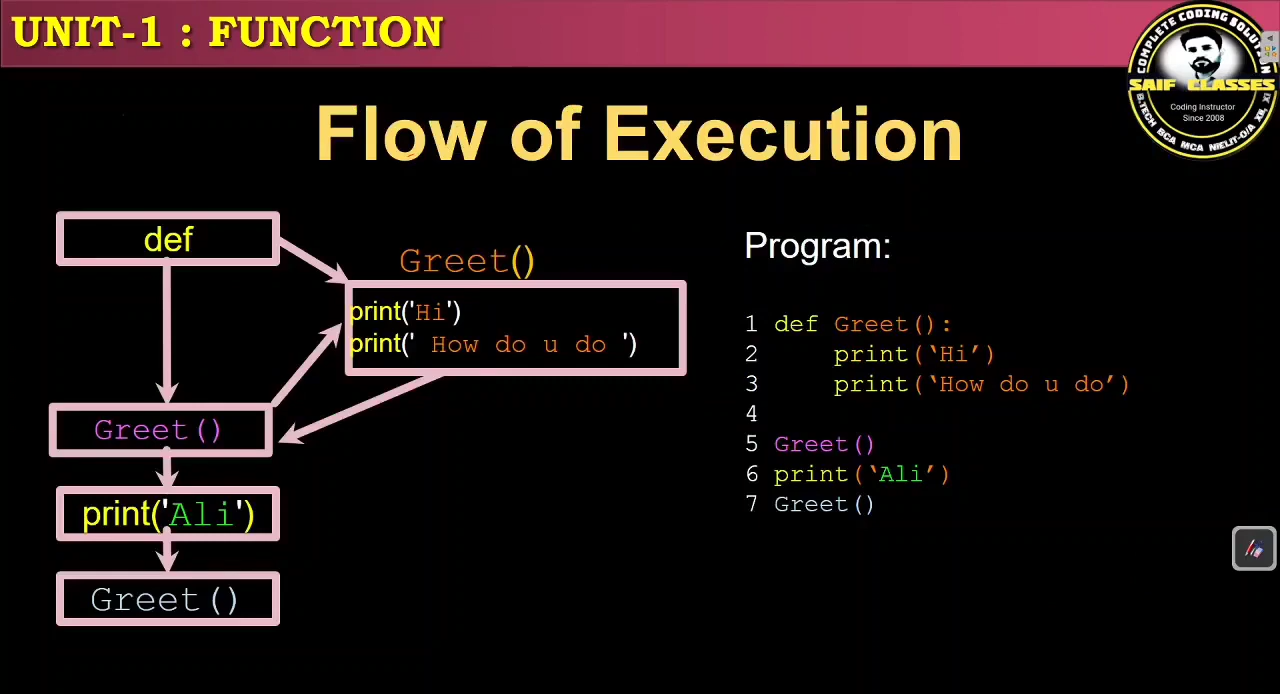 UNIT-1 : FUNCTION
COMPLETE CODING SOLUTION
SAIF CLASSES
Coding Instructor
Since 2008
B.TECH BCA MCA NIELIT-O/A XII, XI
Flow of Execution
def
Greet()
print('Hi')
print(' How do u do ')
Greet()
print('Ali')
Greet()
Program:
1 def Greet():
2 print(‘Hi’)
3 print(‘How do u do’)
4
5 Greet()
6 print(‘Ali’)
7 Greet()